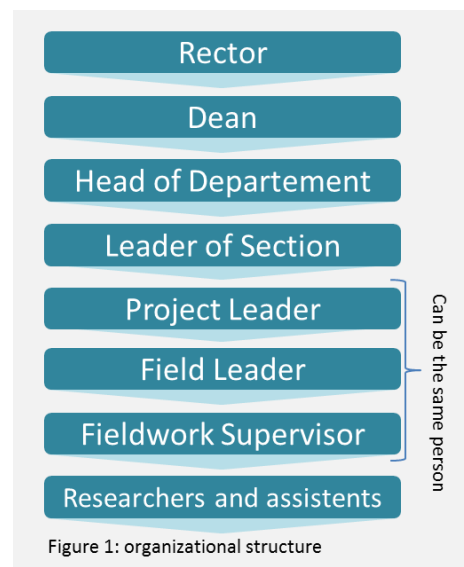 Rector
Dean
Head of Departement
Leader of Section
Project Leader
Field Leader
Fieldwork Supervisor
Can be the same person
Researchers and assistents
Figure 1: organizational structure